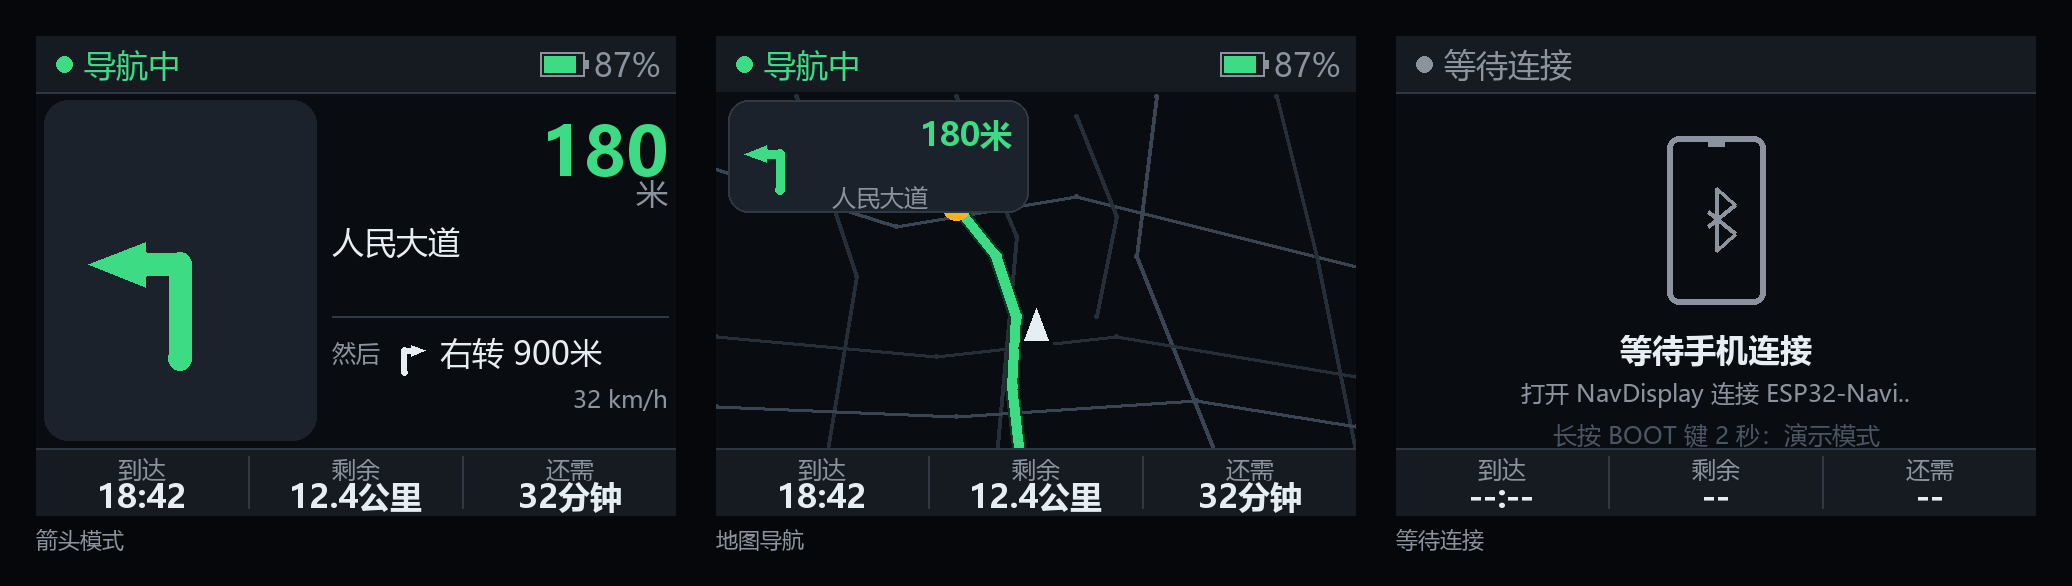 导航中 87%
180
米
人民大道
然后 右转 900米
32 km/h
到达 剩余 还需
18:42 12.4公里 32分钟
箭头模式
导航中 87%
180米
人民大道
到达 剩余 还需
18:42 12.4公里 32分钟
地图导航
等待连接
等待手机连接
打开 NavDisplay 连接 ESP32-Navi..
长按 BOOT 键 2 秒：演示模式
到达 剩余 还需
--:-- -- --
等待连接